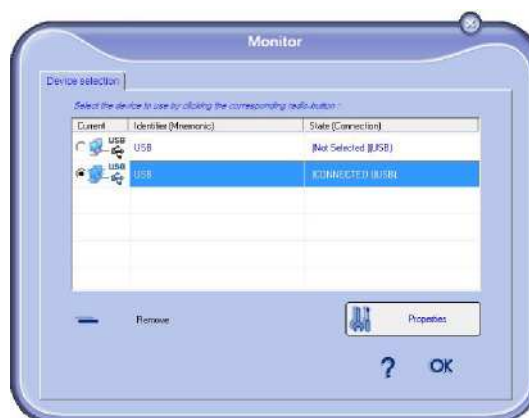 Monitor
Device selection
Select the device to use by clicking the corresponding radio-button :
Current Identifier (Mnemonic) State (Connection)
USB USB (Not Selected )(USB)
USB USB (CONNECTED )(USB)
Remove Properties
? OK